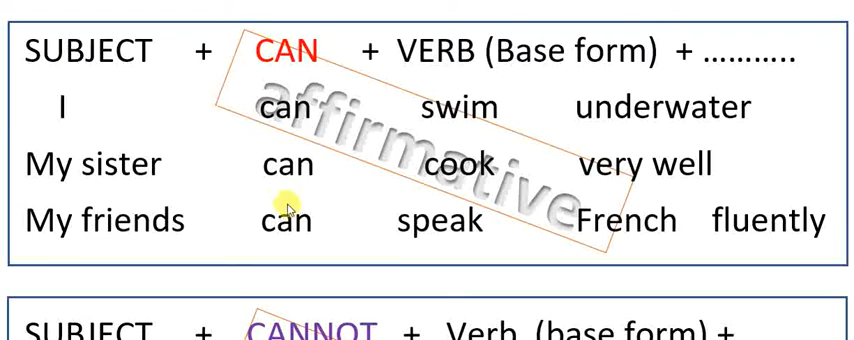 SUBJECT + CAN + VERB (Base form) + ………..
I can swim underwater
My sister can cook very well
My friends can speak French fluently
affirmative
SUBJECT + CANNOT + Verb (base form) +